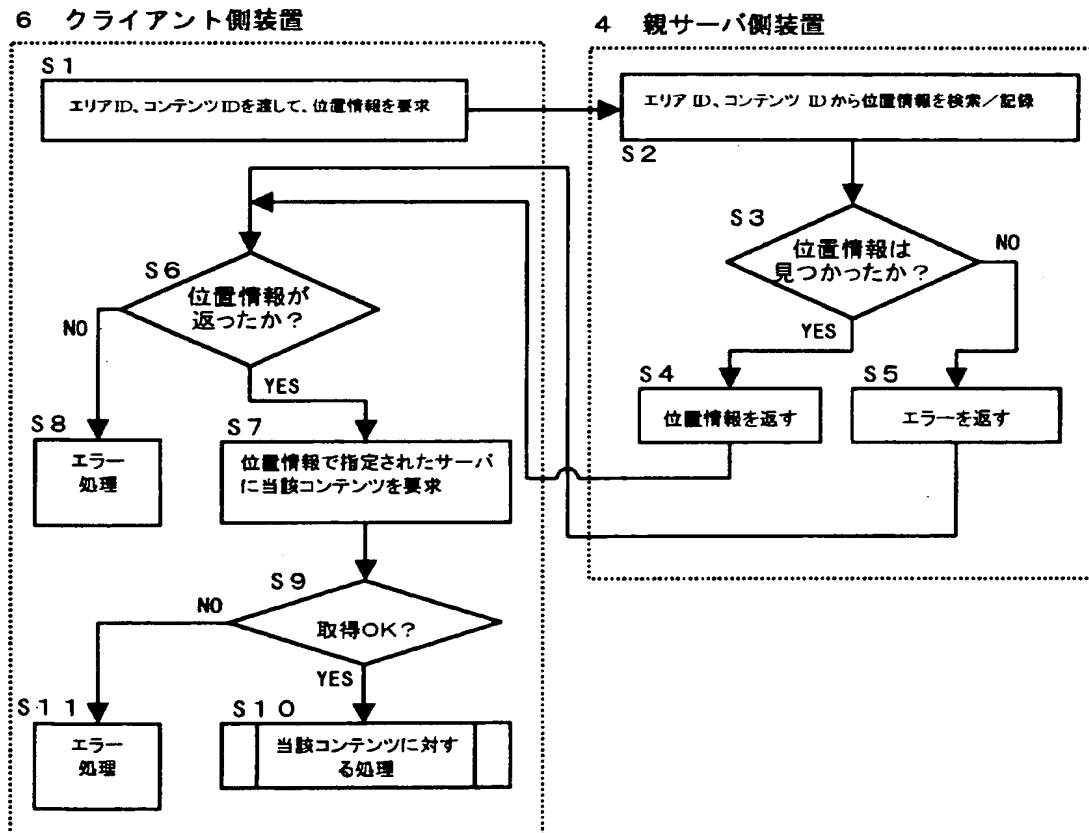 6 クライアント側装置
S1
エリアID、コンテンツIDを渡して、位置情報を要求
S6
位置情報が
返ったか？
NO
YES
S8
エラー
処理
S7
位置情報で指定されたサーバ
に当該コンテンツを要求
S9
取得OK？
NO
YES
S11
エラー
処理
S10
当該コンテンツに対す
る処理
4 親サーバ側装置
エリアID、コンテンツIDから位置情報を検索／記録
S2
S3
位置情報は
見つかったか？
NO
YES
S4
位置情報を返す
S5
エラーを返す